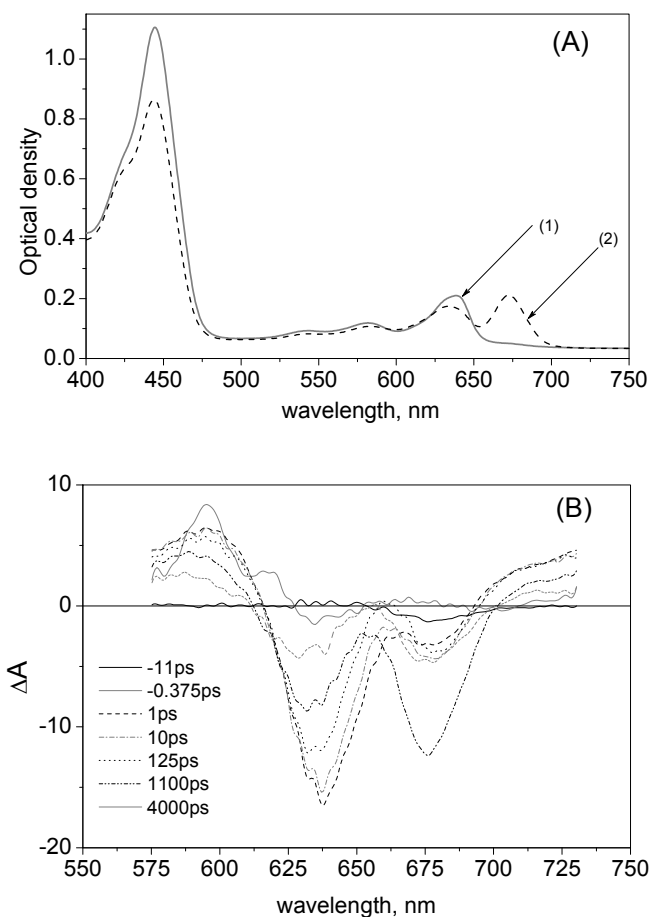 (A)
1.0
0.8
0.6
0.4
0.2
0.0
Optical density
(1)
(2)
400 450 500 550 600 650 700 750
wavelength, nm
(B)
10
0
-10
-20
ΔA
-11ps
-0.375ps
1ps
10ps
125ps
1100ps
4000ps
550 575 600 625 650 675 700 725 750
wavelength, nm